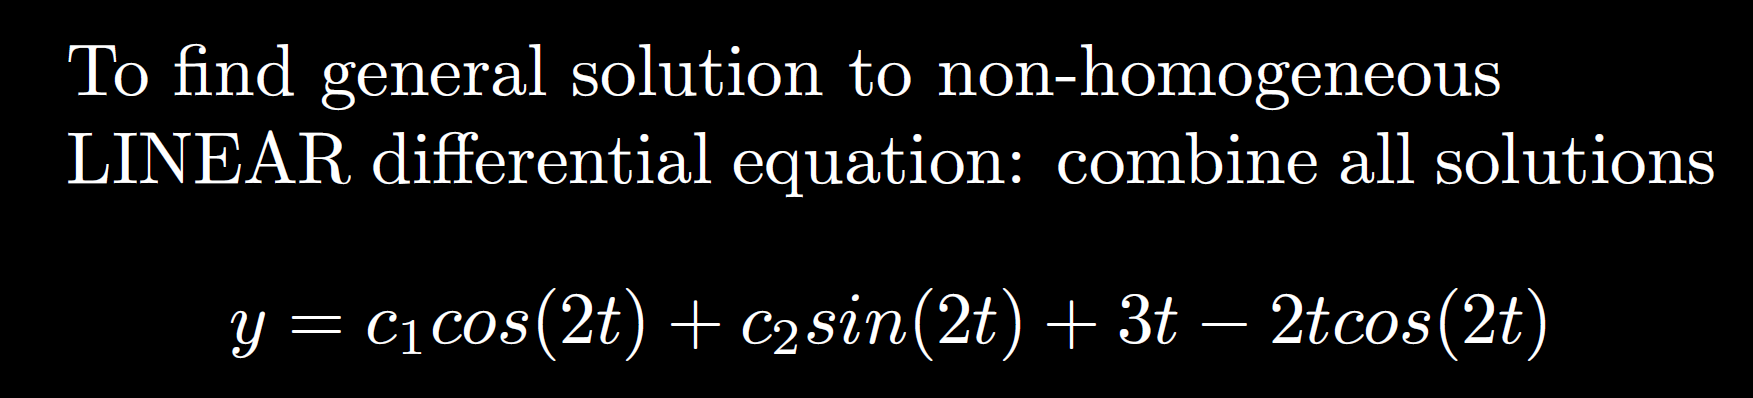 To find general solution to non-homogeneous
LINEAR differential equation: combine all solutions
y = c₁cos(2t) + c₂sin(2t) + 3t − 2tcos(2t)